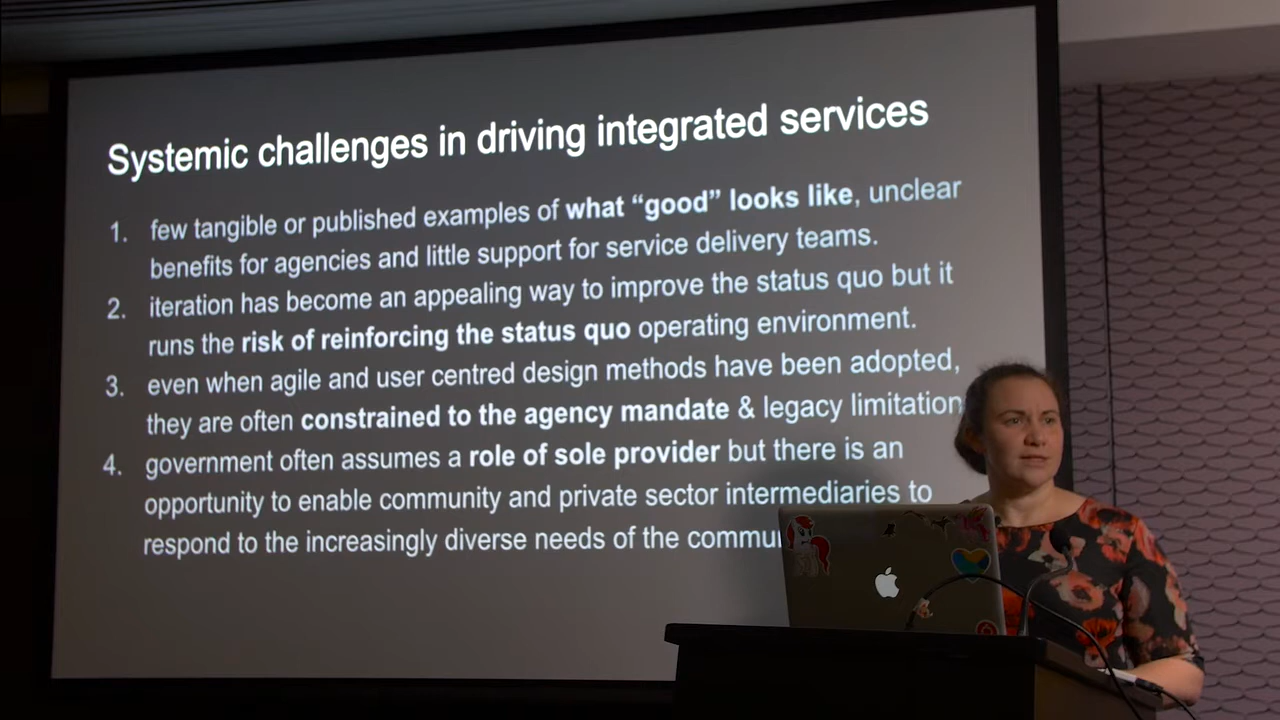 Systemic challenges in driving integrated services
1. few tangible or published examples of what “good” looks like, unclear
benefits for agencies and little support for service delivery teams.
2. iteration has become an appealing way to improve the status quo but it
runs the risk of reinforcing the status quo operating environment.
3. even when agile and user centred design methods have been adopted,
they are often constrained to the agency mandate & legacy limitation
4. government often assumes a role of sole provider but there is an
opportunity to enable community and private sector intermediaries to
respond to the increasingly diverse needs of the